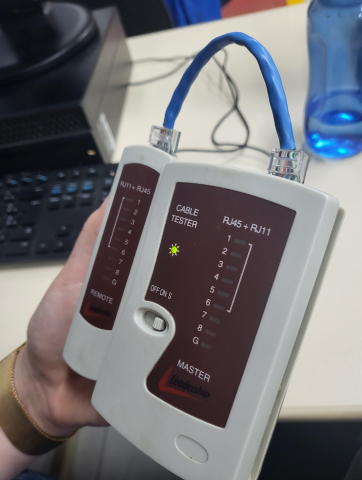 RJ11 + RJ45
1
2
3
4
5
6
7
8
G
REMOTE
CABLE
TESTER
RJ45 + RJ11
1
2
3
4
5
6
7
8
G
OFF ON S
MASTER
Leadership